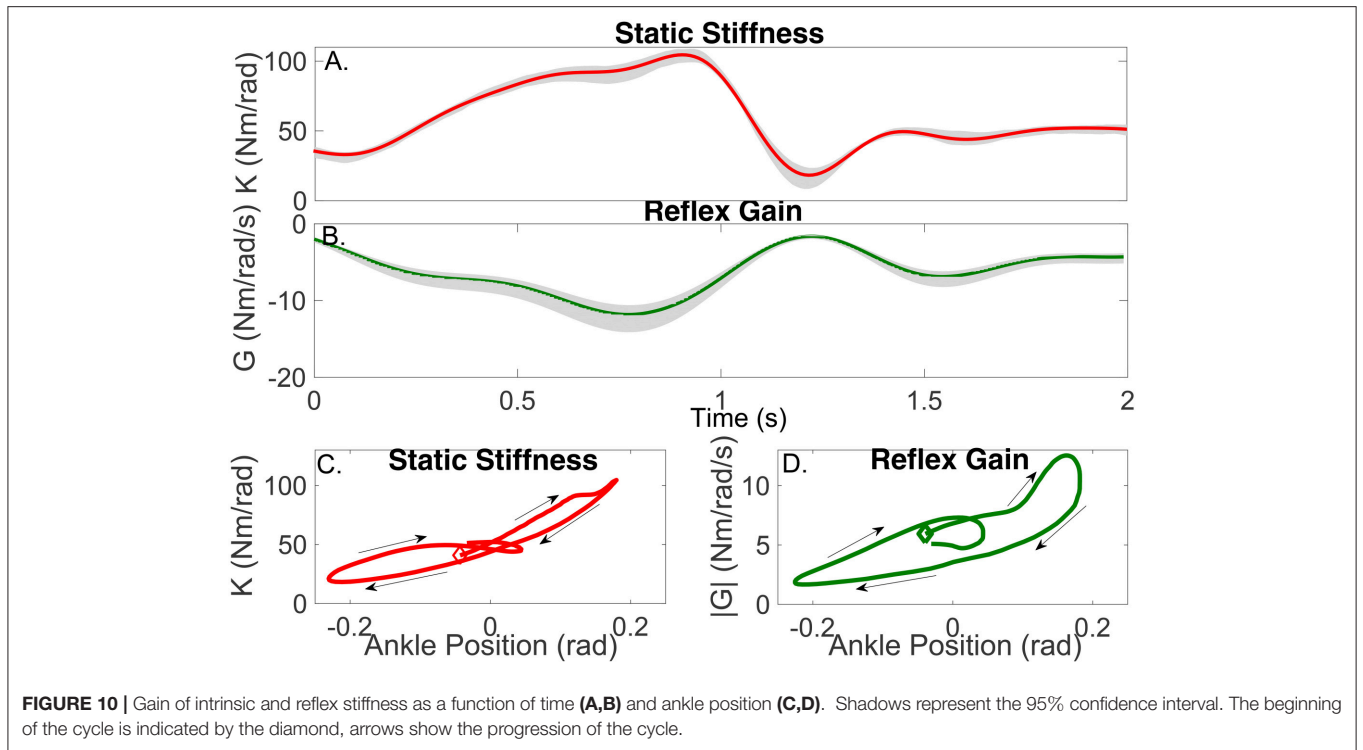 Static Stiffness
A.
K (Nm/rad)
100
50
0
Reflex Gain
B.
G (Nm/rad/s)
0
-10
-20
0 0.5 1 1.5 2
Time (s)
C. Static Stiffness
K (Nm/rad)
100
50
0
-0.2 0 0.2
Ankle Position (rad)
D. Reflex Gain
|G| (Nm/rad/s)
10
5
0
-0.2 0 0.2
Ankle Position (rad)
FIGURE 10 | Gain of intrinsic and reflex stiffness as a function of time (A,B) and ankle position (C,D). Shadows represent the 95% confidence interval. The beginning
of the cycle is indicated by the diamond, arrows show the progression of the cycle.